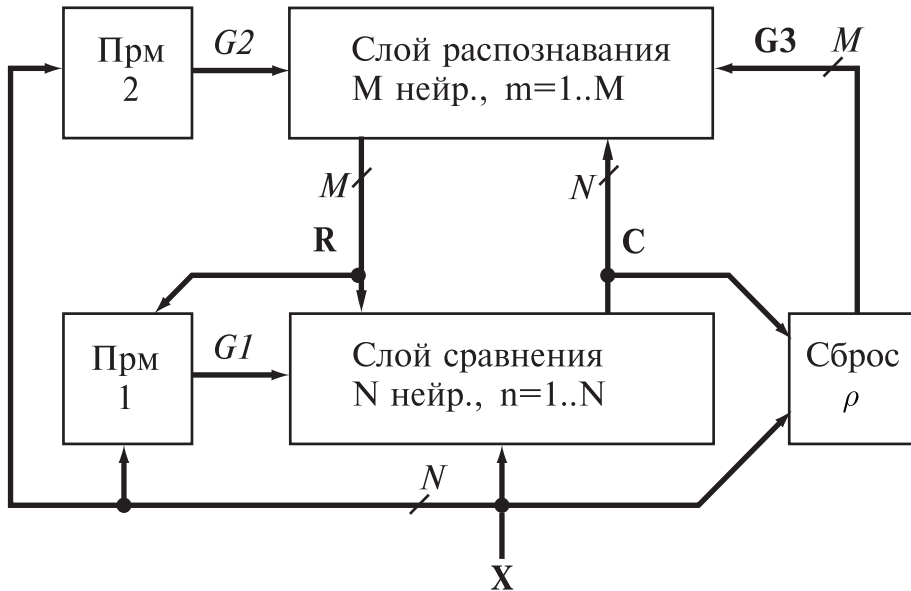 Прм
2
G2
Слой распознавания
M нейр., m=1..M
G3
M
M
N
R
C
Прм
1
G1
Слой сравнения
N нейр., n=1..N
Сброс
ρ
N
X